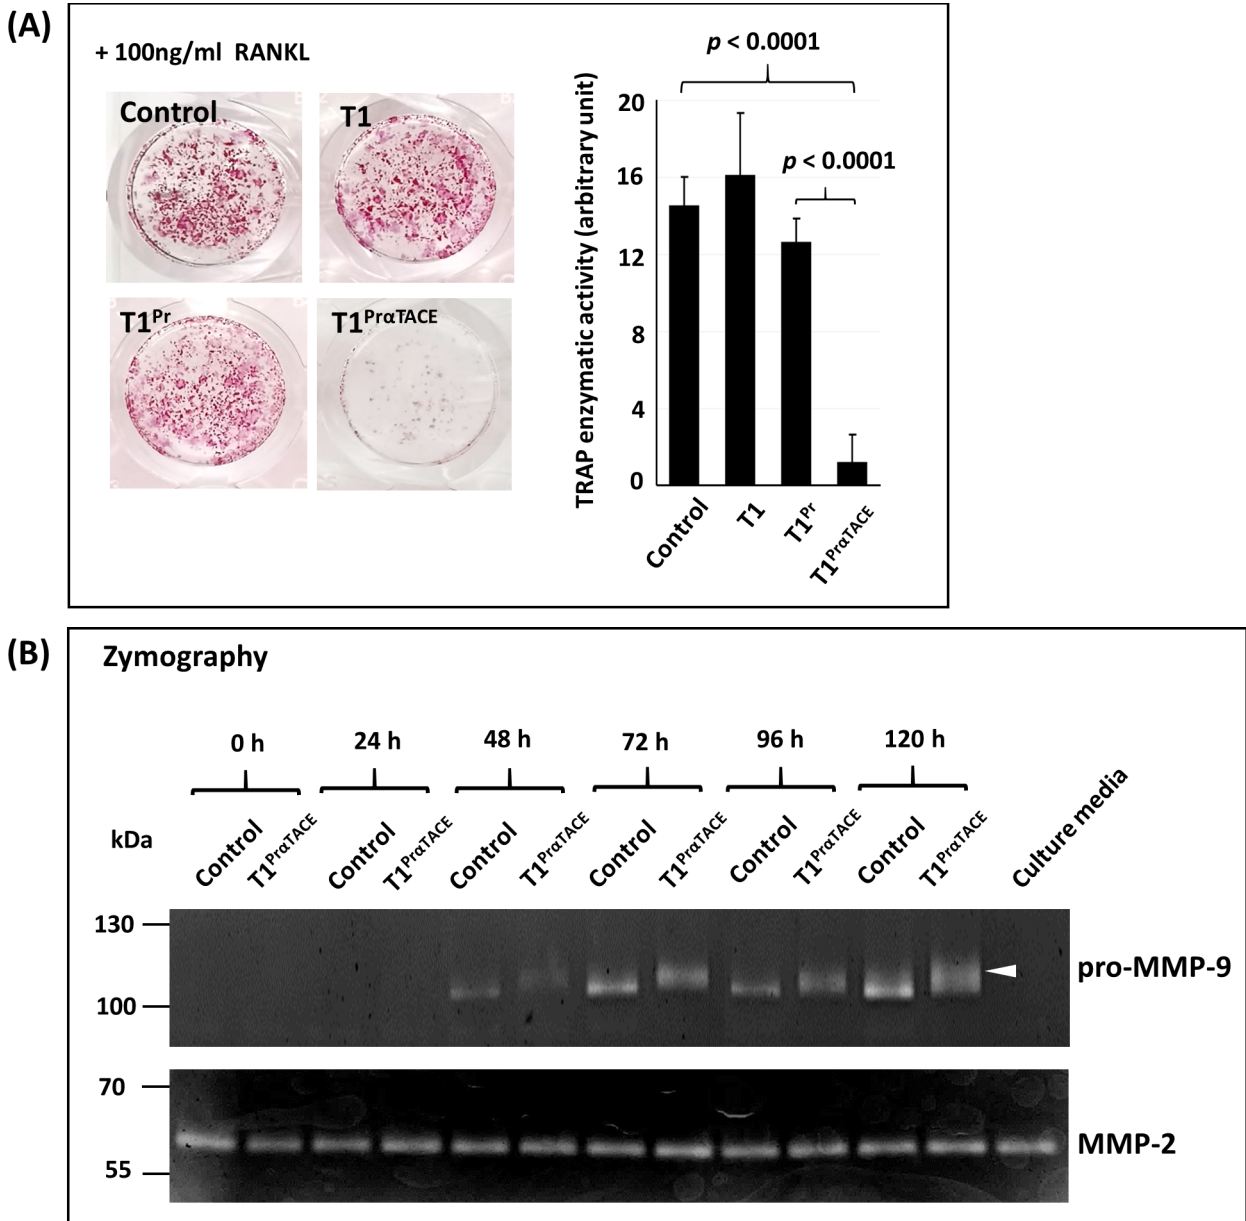 (A)
+ 100ng/ml RANKL
Control
T1
T1PrαTACE
T1Pr
TRAP enzymatic activity (arbitrary unit)
p < 0.0001
p < 0.0001
20
16
12
8
4
0
Control
T1
T1Pr
T1PrαTACE
(B)
Zymography
0 h
24 h
48 h
72 h
96 h
120 h
kDa
Control
T1PrαTACE
Control
T1PrαTACE
Control
T1PrαTACE
Control
T1PrαTACE
Control
T1PrαTACE
Control
T1PrαTACE
Culture media
130
100
pro-MMP-9
70
55
MMP-2